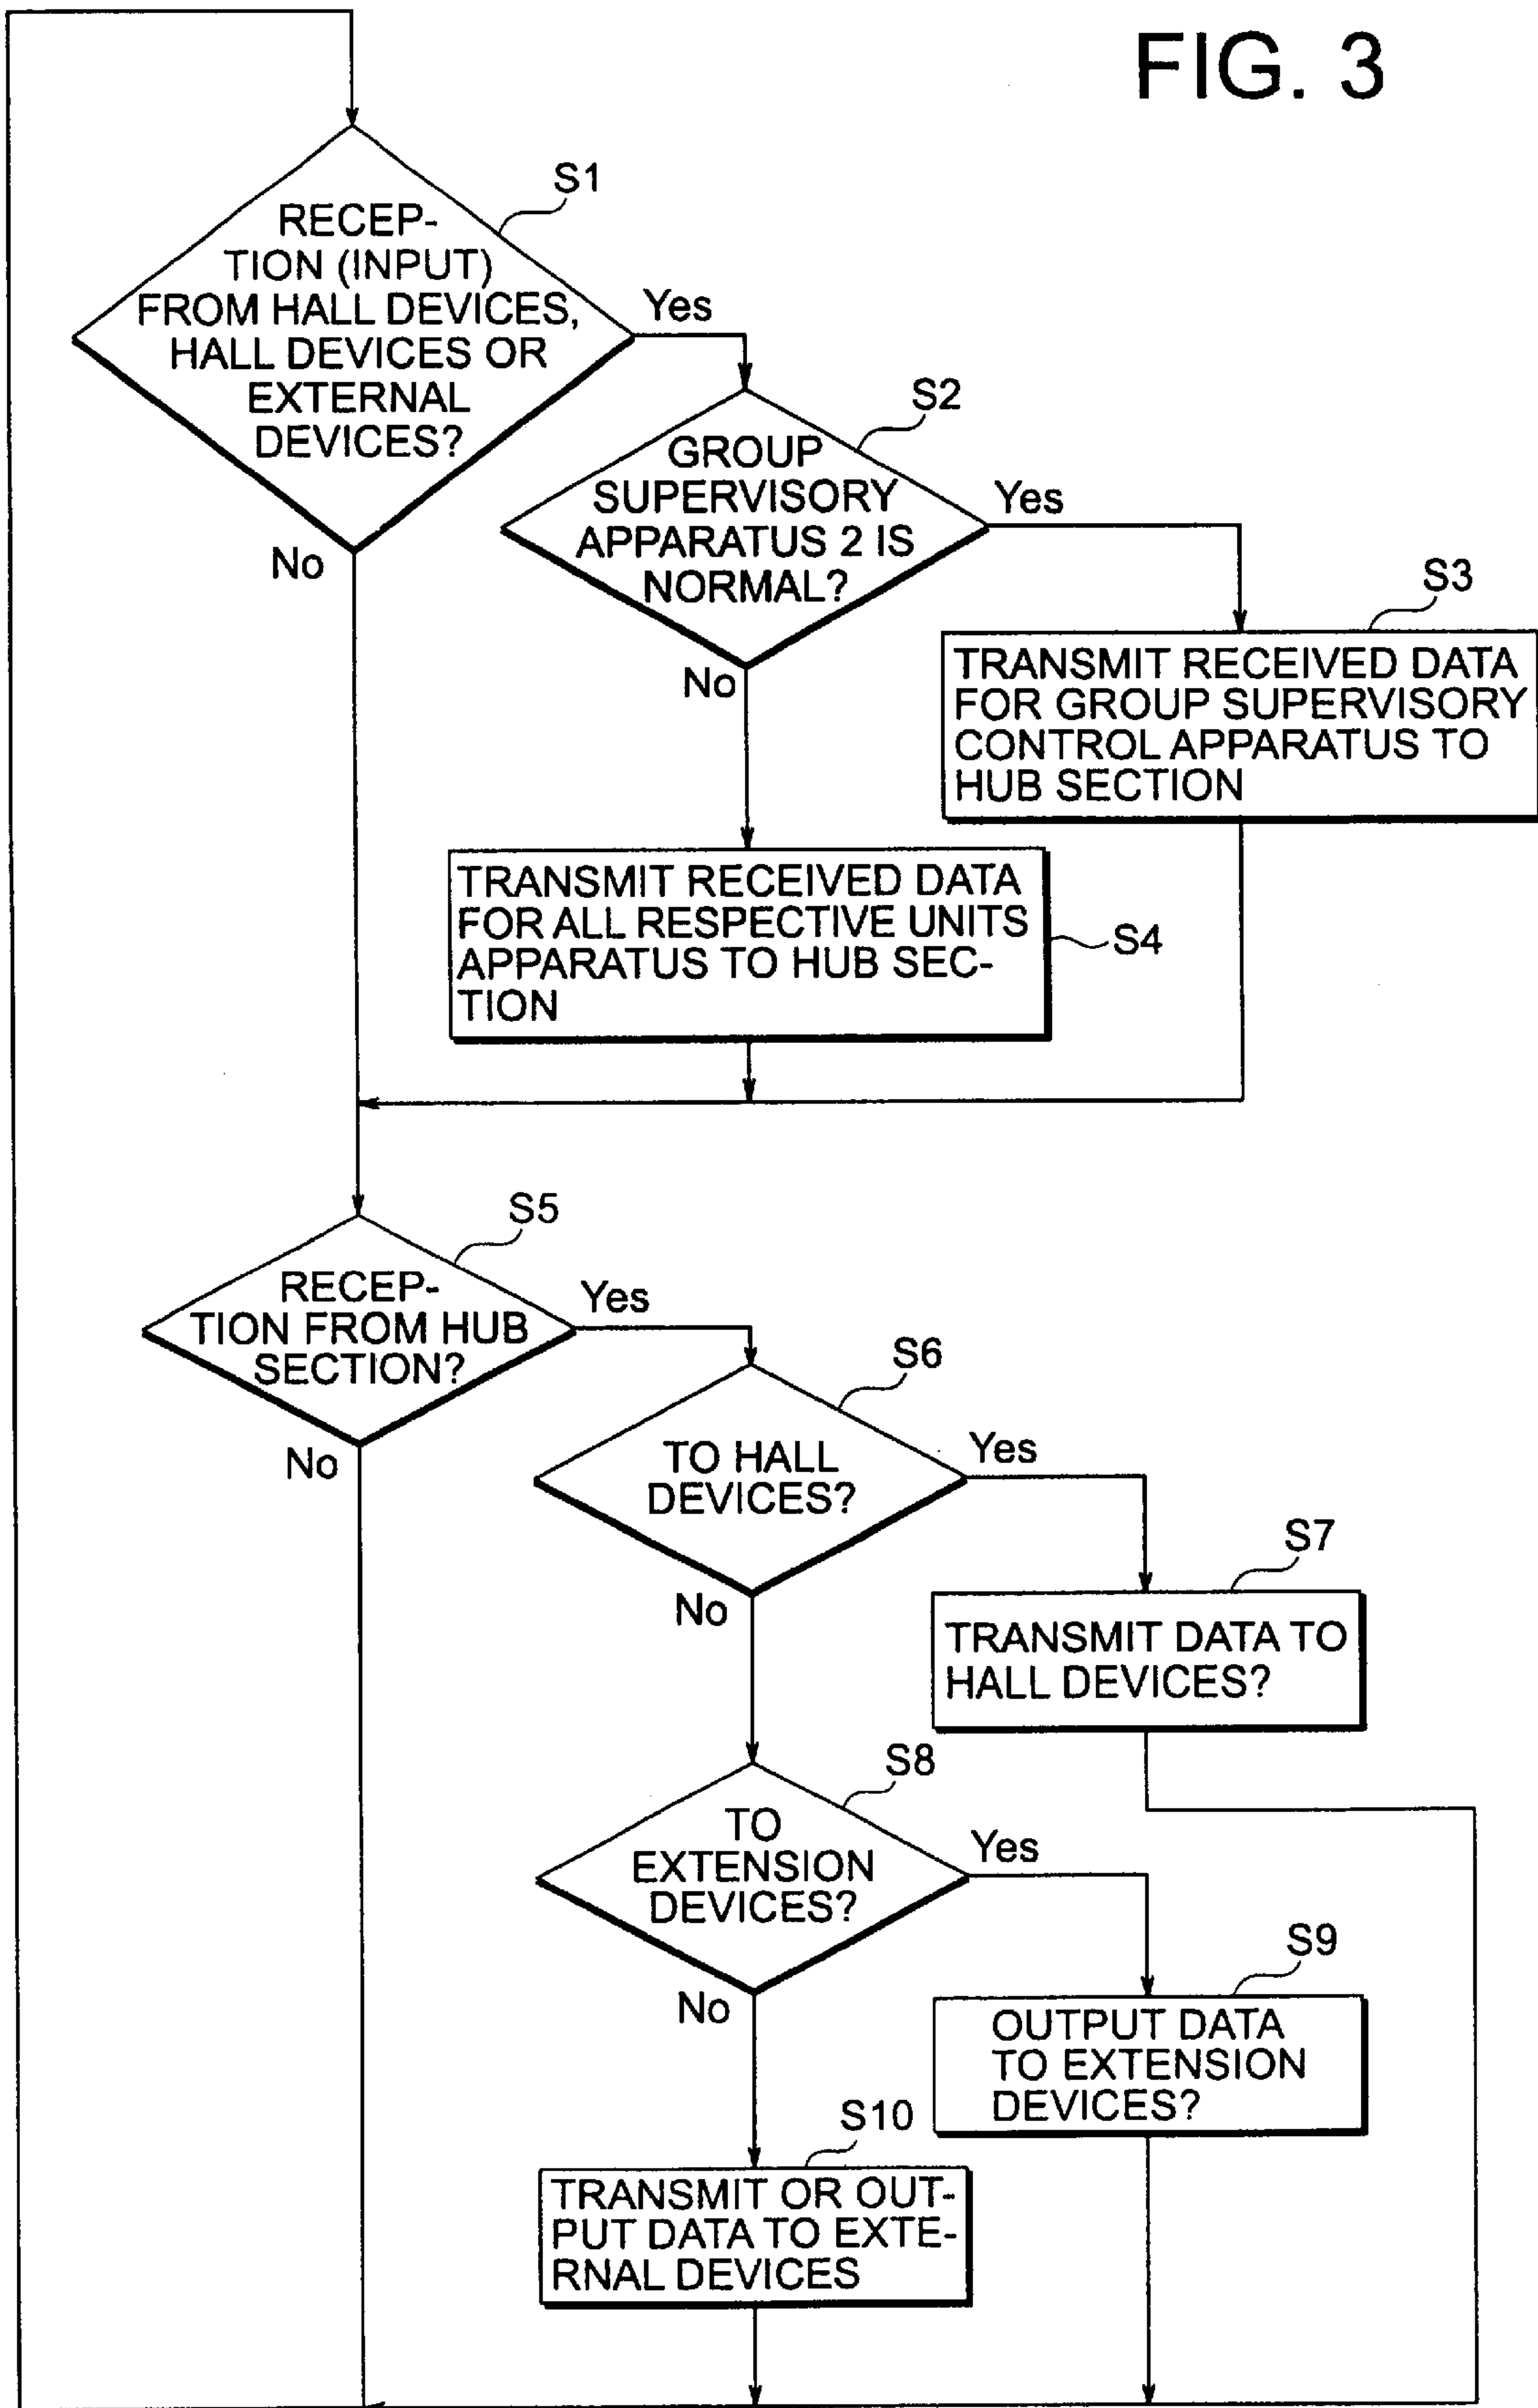 FIG. 3
S1
RECEP-
TION (INPUT)
FROM HALL DEVICES,
HALL DEVICES OR
EXTERNAL
DEVICES?
Yes
No
S2
GROUP
SUPERVISORY
APPARATUS 2 IS
NORMAL?
Yes
No
S3
TRANSMIT RECEIVED DATA
FOR GROUP SUPERVISORY
CONTROL APPARATUS TO
HUB SECTION
TRANSMIT RECEIVED DATA
FOR ALL RESPECTIVE UNITS
APPARATUS TO HUB SEC-
TION
S4
S5
RECEP-
TION FROM HUB
SECTION?
Yes
No
S6
TO HALL
DEVICES?
Yes
No
S7
TRANSMIT DATA TO
HALL DEVICES?
S8
TO
EXTENSION
DEVICES?
Yes
No
S9
OUTPUT DATA
TO EXTENSION
DEVICES?
S10
TRANSMIT OR OUT-
PUT DATA TO EXTE-
RNAL DEVICES